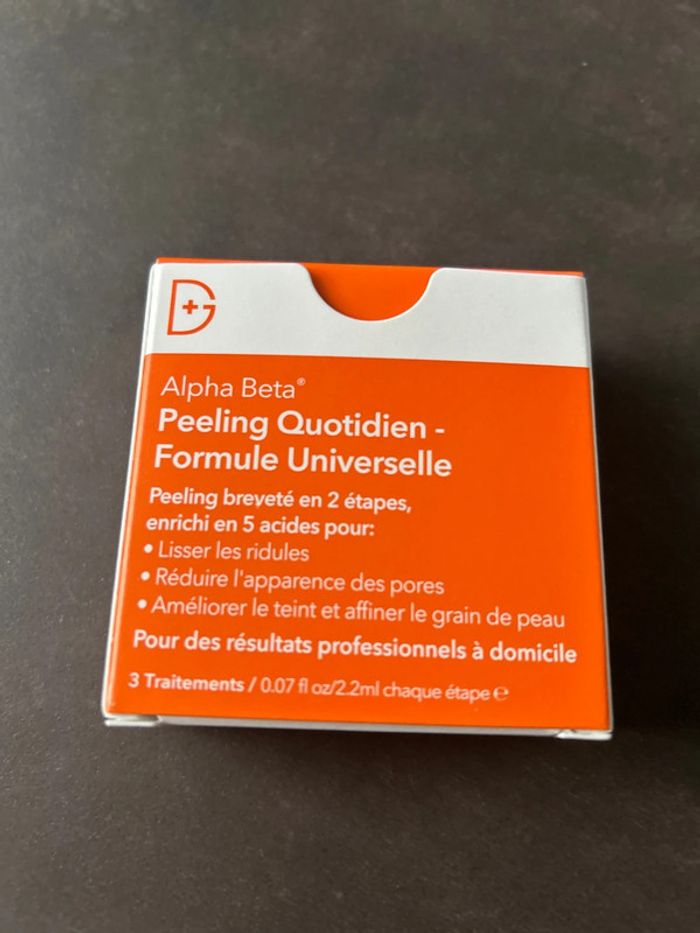 D+G
Alpha Beta®
Peeling Quotidien -
Formule Universelle
Peeling breveté en 2 étapes,
enrichi en 5 acides pour:
• Lisser les ridules
• Réduire l'apparence des pores
• Améliorer le teint et affiner le grain de peau
Pour des résultats professionnels à domicile
3 Traitements / 0.07 fl oz/2.2ml chaque étape ℮